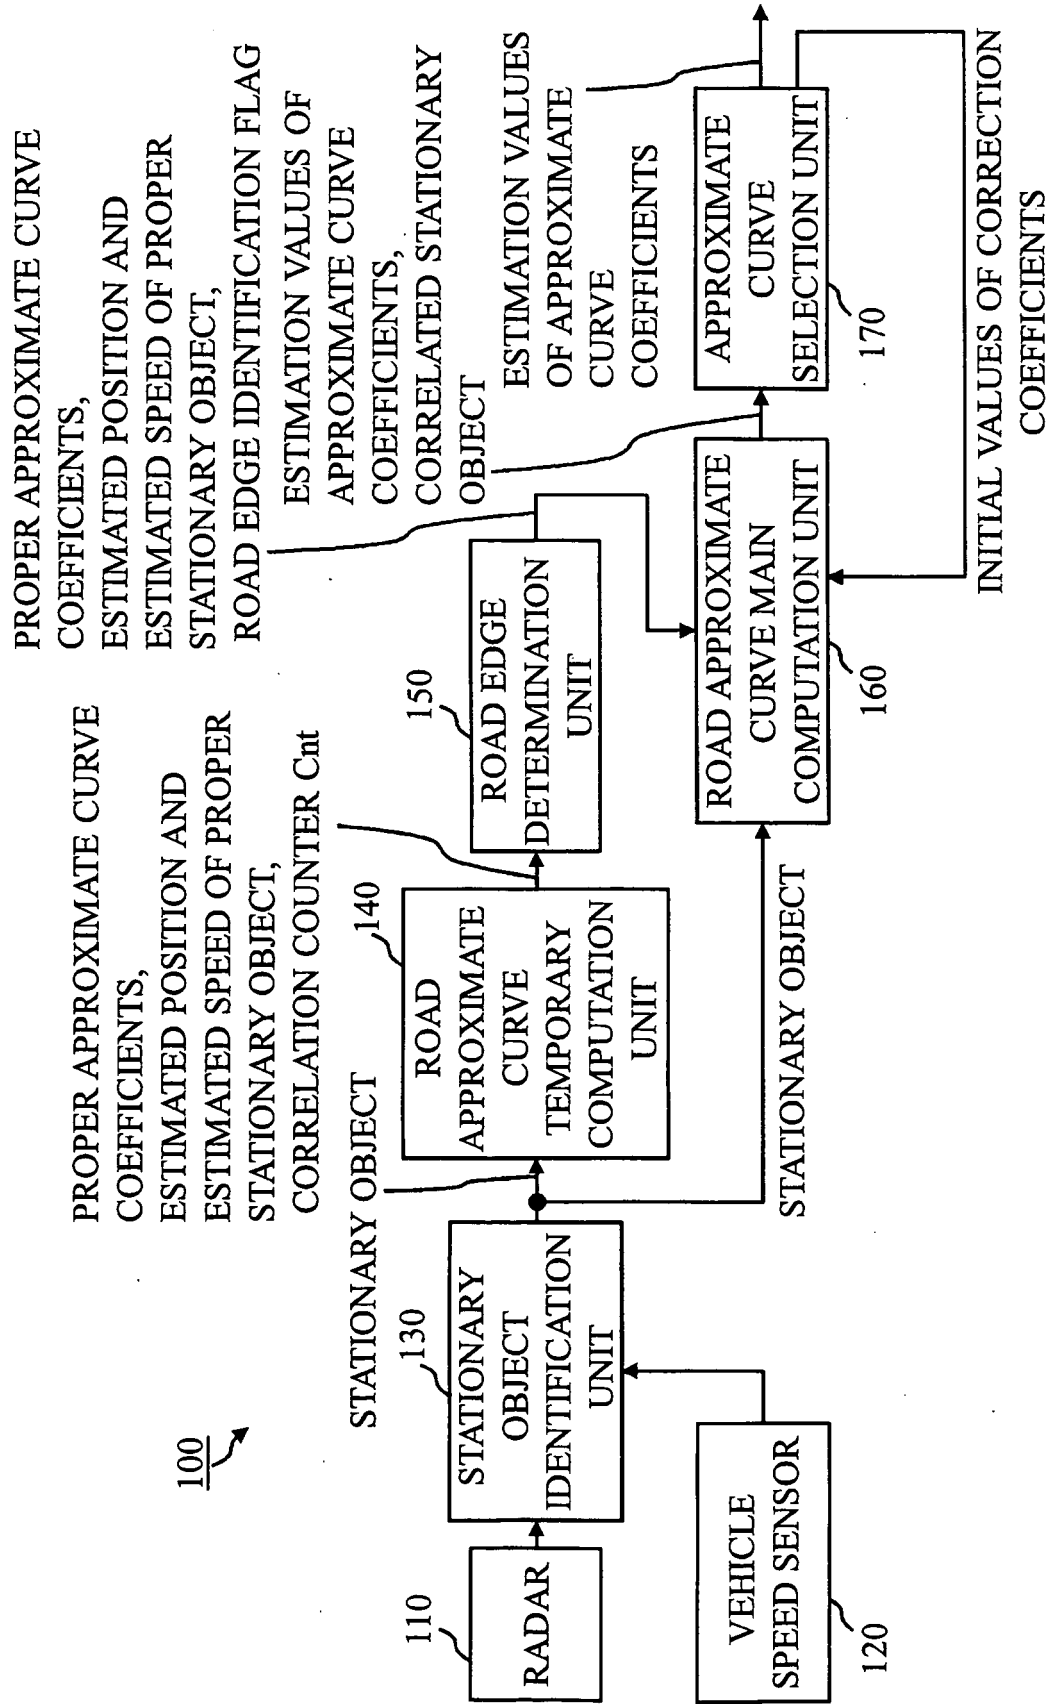 100
110
RADAR
120
VEHICLE
SPEED SENSOR
130
STATIONARY
OBJECT
IDENTIFICATION
UNIT
STATIONARY OBJECT
STATIONARY OBJECT
140
ROAD
APPROXIMATE
CURVE
TEMPORARY
COMPUTATION
UNIT
PROPER APPROXIMATE CURVE
COEFFICIENTS,
ESTIMATED POSITION AND
ESTIMATED SPEED OF PROPER
STATIONARY OBJECT,
CORRELATION COUNTER Cnt
150
ROAD EDGE
DETERMINATION
UNIT
PROPER APPROXIMATE CURVE
COEFFICIENTS,
ESTIMATED POSITION AND
ESTIMATED SPEED OF PROPER
STATIONARY OBJECT,
ROAD EDGE IDENTIFICATION FLAG
160
ROAD APPROXIMATE
CURVE MAIN
COMPUTATION UNIT
ESTIMATION VALUES OF
APPROXIMATE CURVE
COEFFICIENTS,
CORRELATED STATIONARY
OBJECT
170
APPROXIMATE
CURVE
SELECTION UNIT
ESTIMATION VALUES
OF APPROXIMATE
CURVE
COEFFICIENTS
INITIAL VALUES OF CORRECTION
COEFFICIENTS